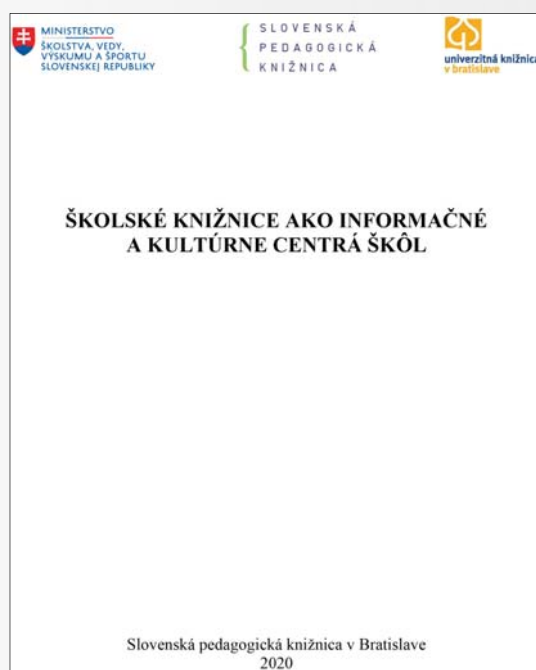 MINISTERSTVO
ŠKOLSTVA, VEDY,
VÝSKUMU A ŠPORTU
SLOVENSKEJ REPUBLIKY
SLOVENSKÁ
PEDAGOGICKÁ
KNIŽNICA
univerzitná knižnica
v bratislave
ŠKOLSKÉ KNIŽNICE AKO INFORMAČNÉ
A KULTÚRNE CENTRÁ ŠKÔL
Slovenská pedagogická knižnica v Bratislave
2020